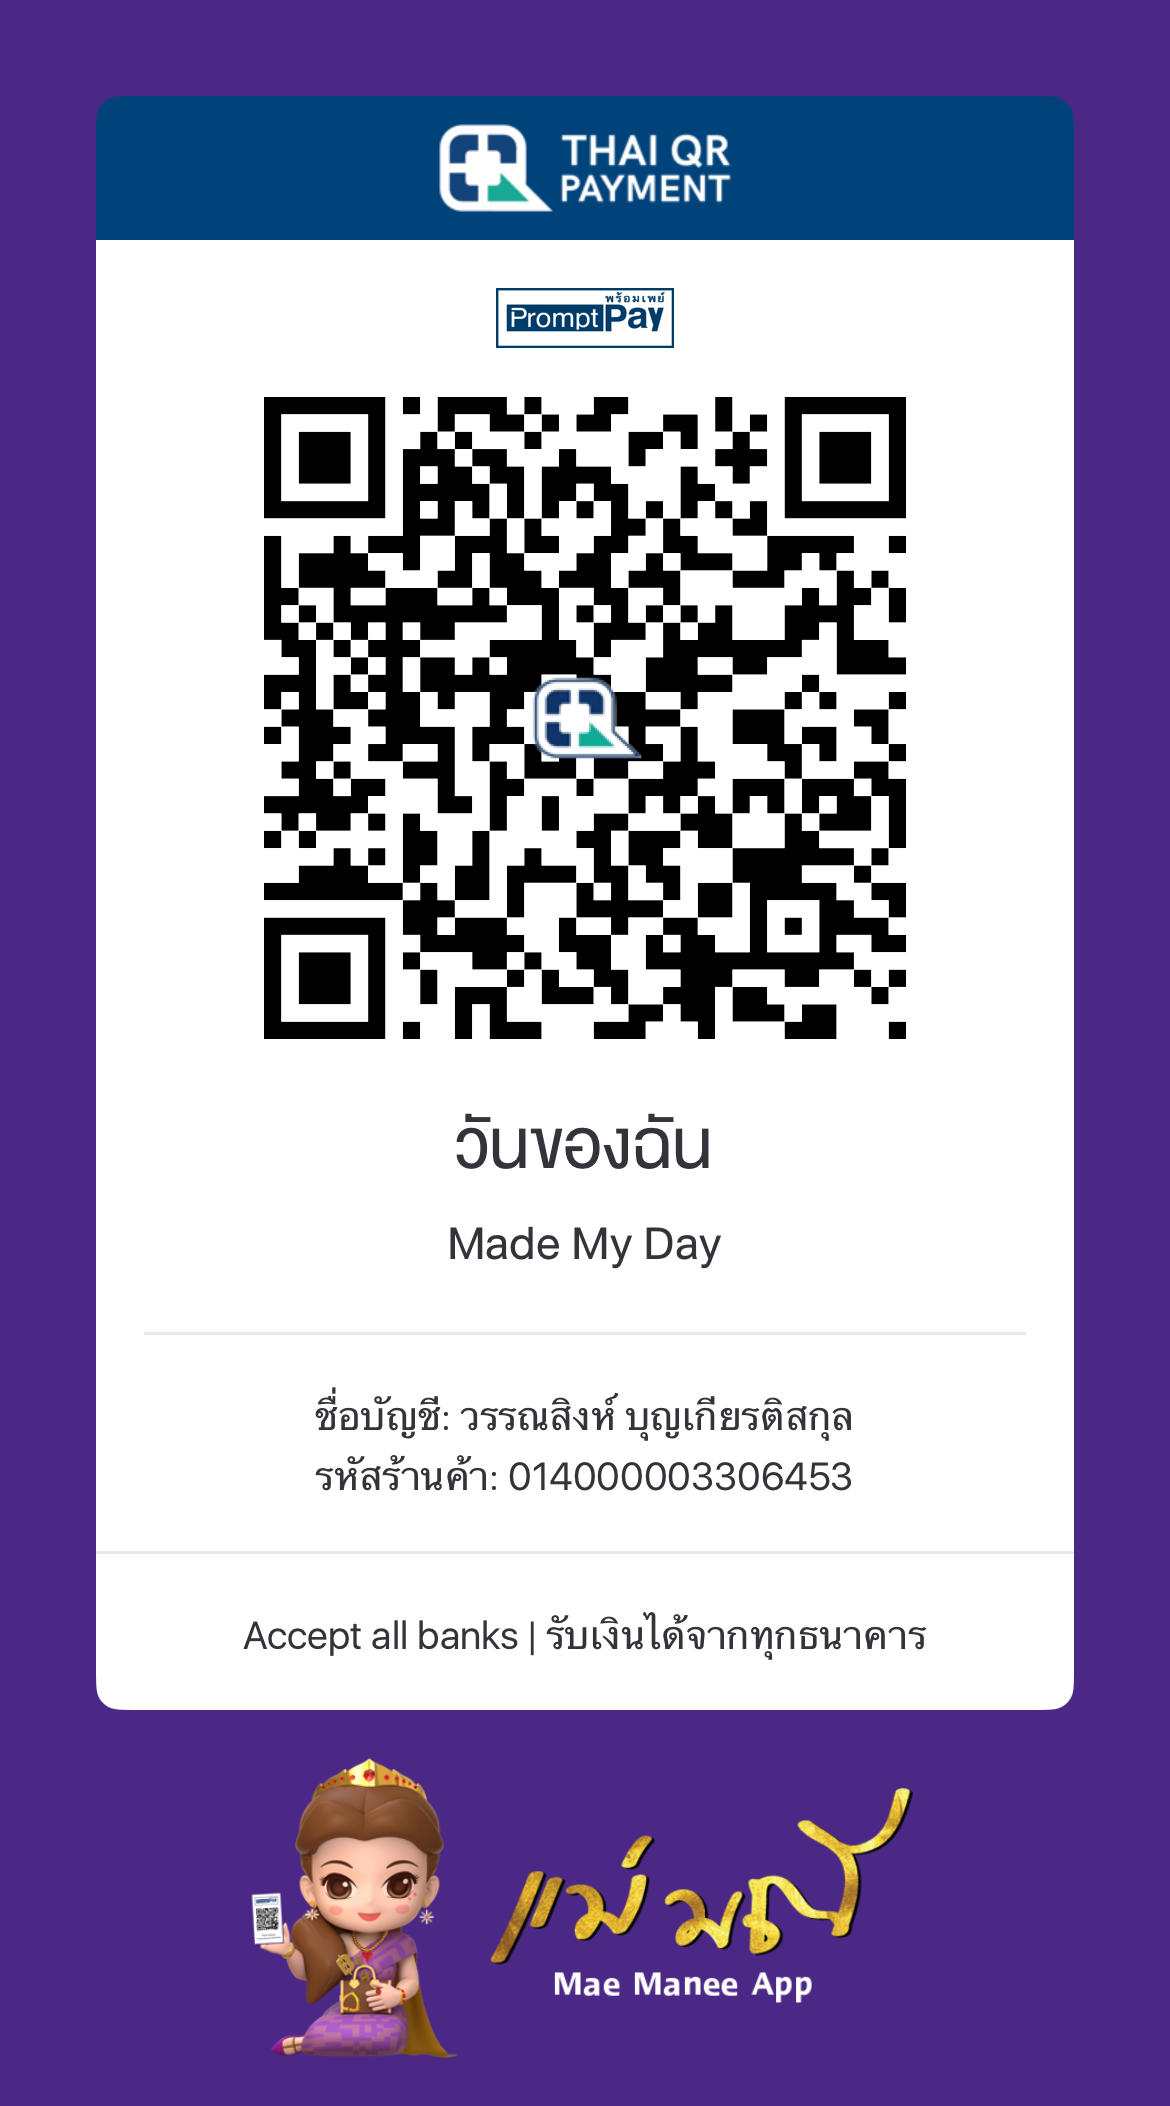 THAI QR
PAYMENT
พร้อมเพย์
PromptPay
วันของฉัน
Made My Day
ชื่อบัญชี: วรรณสิงห์ บุญเกียรติสกุล
รหัสร้านค้า: 014000003306453
Accept all banks | รับเงินได้จากทุกธนาคาร
แม่มณี
Mae Manee App